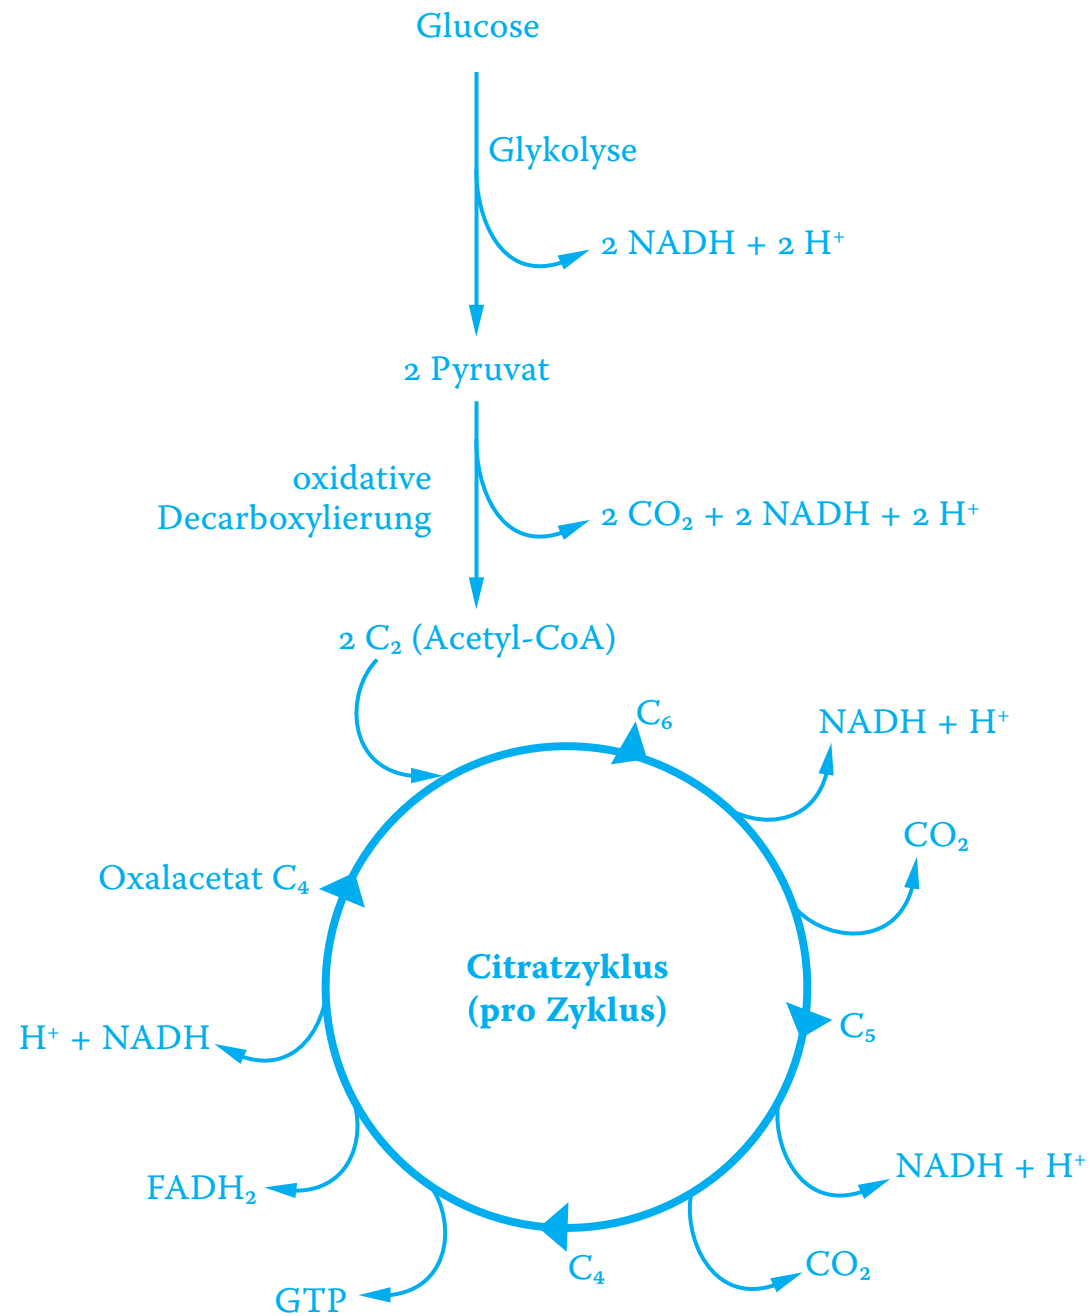 Glucose
Glykolyse
2 NADH + 2 H⁺
2 Pyruvat
oxidative
Decarboxylierung
2 CO₂ + 2 NADH + 2 H⁺
2 C₂ (Acetyl-CoA)
C₆
NADH + H⁺
CO₂
Oxalacetat C₄
Citratzyklus
(pro Zyklus)
C₅
H⁺ + NADH
NADH + H⁺
FADH₂
C₄
CO₂
GTP